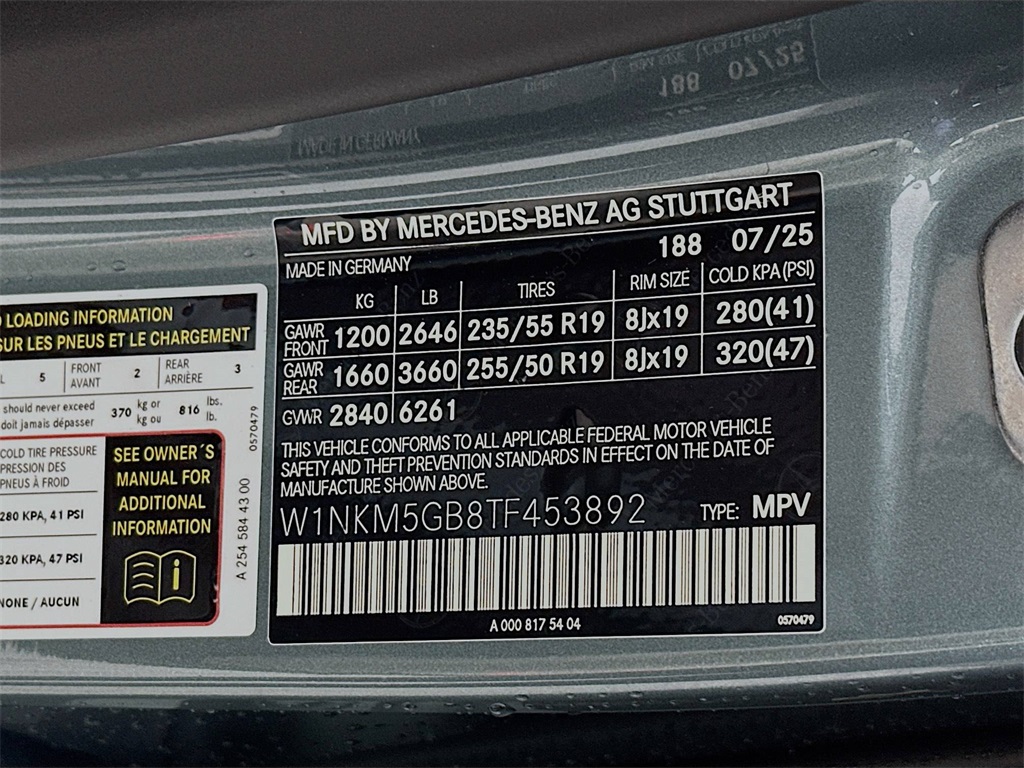 MFD BY MERCEDES-BENZ AG STUTTGART
188 07/25
MADE IN GERMANY
KG LB TIRES RIM SIZE COLD KPA(PSI)
GAWR FRONT 1200 2646 235/55 R19 8Jx19 280(41)
GAWR REAR 1660 3660 255/50 R19 8Jx19 320(47)
GVWR 2840 6261
THIS VEHICLE CONFORMS TO ALL APPLICABLE FEDERAL MOTOR VEHICLE
SAFETY AND THEFT PREVENTION STANDARDS IN EFFECT ON THE DATE OF
MANUFACTURE SHOWN ABOVE.
W1NKM5GB8TF453892 TYPE: MPV
A 000 817 54 04 0570479
LOADING INFORMATION
SUR LES PNEUS ET LE CHARGEMENT
5 FRONT AVANT 2 REAR ARRIÈRE 3
should never exceed
doit jamais dépasser 370 kg or kg ou 816 lbs. lb.
COLD TIRE PRESSURE
PRESSION DES
PNEUS À FROID
280 KPA, 41 PSI
320 KPA, 47 PSI
NONE / AUCUN
SEE OWNER´S
MANUAL FOR
ADDITIONAL
INFORMATION
0570479
A 254 584 43 00